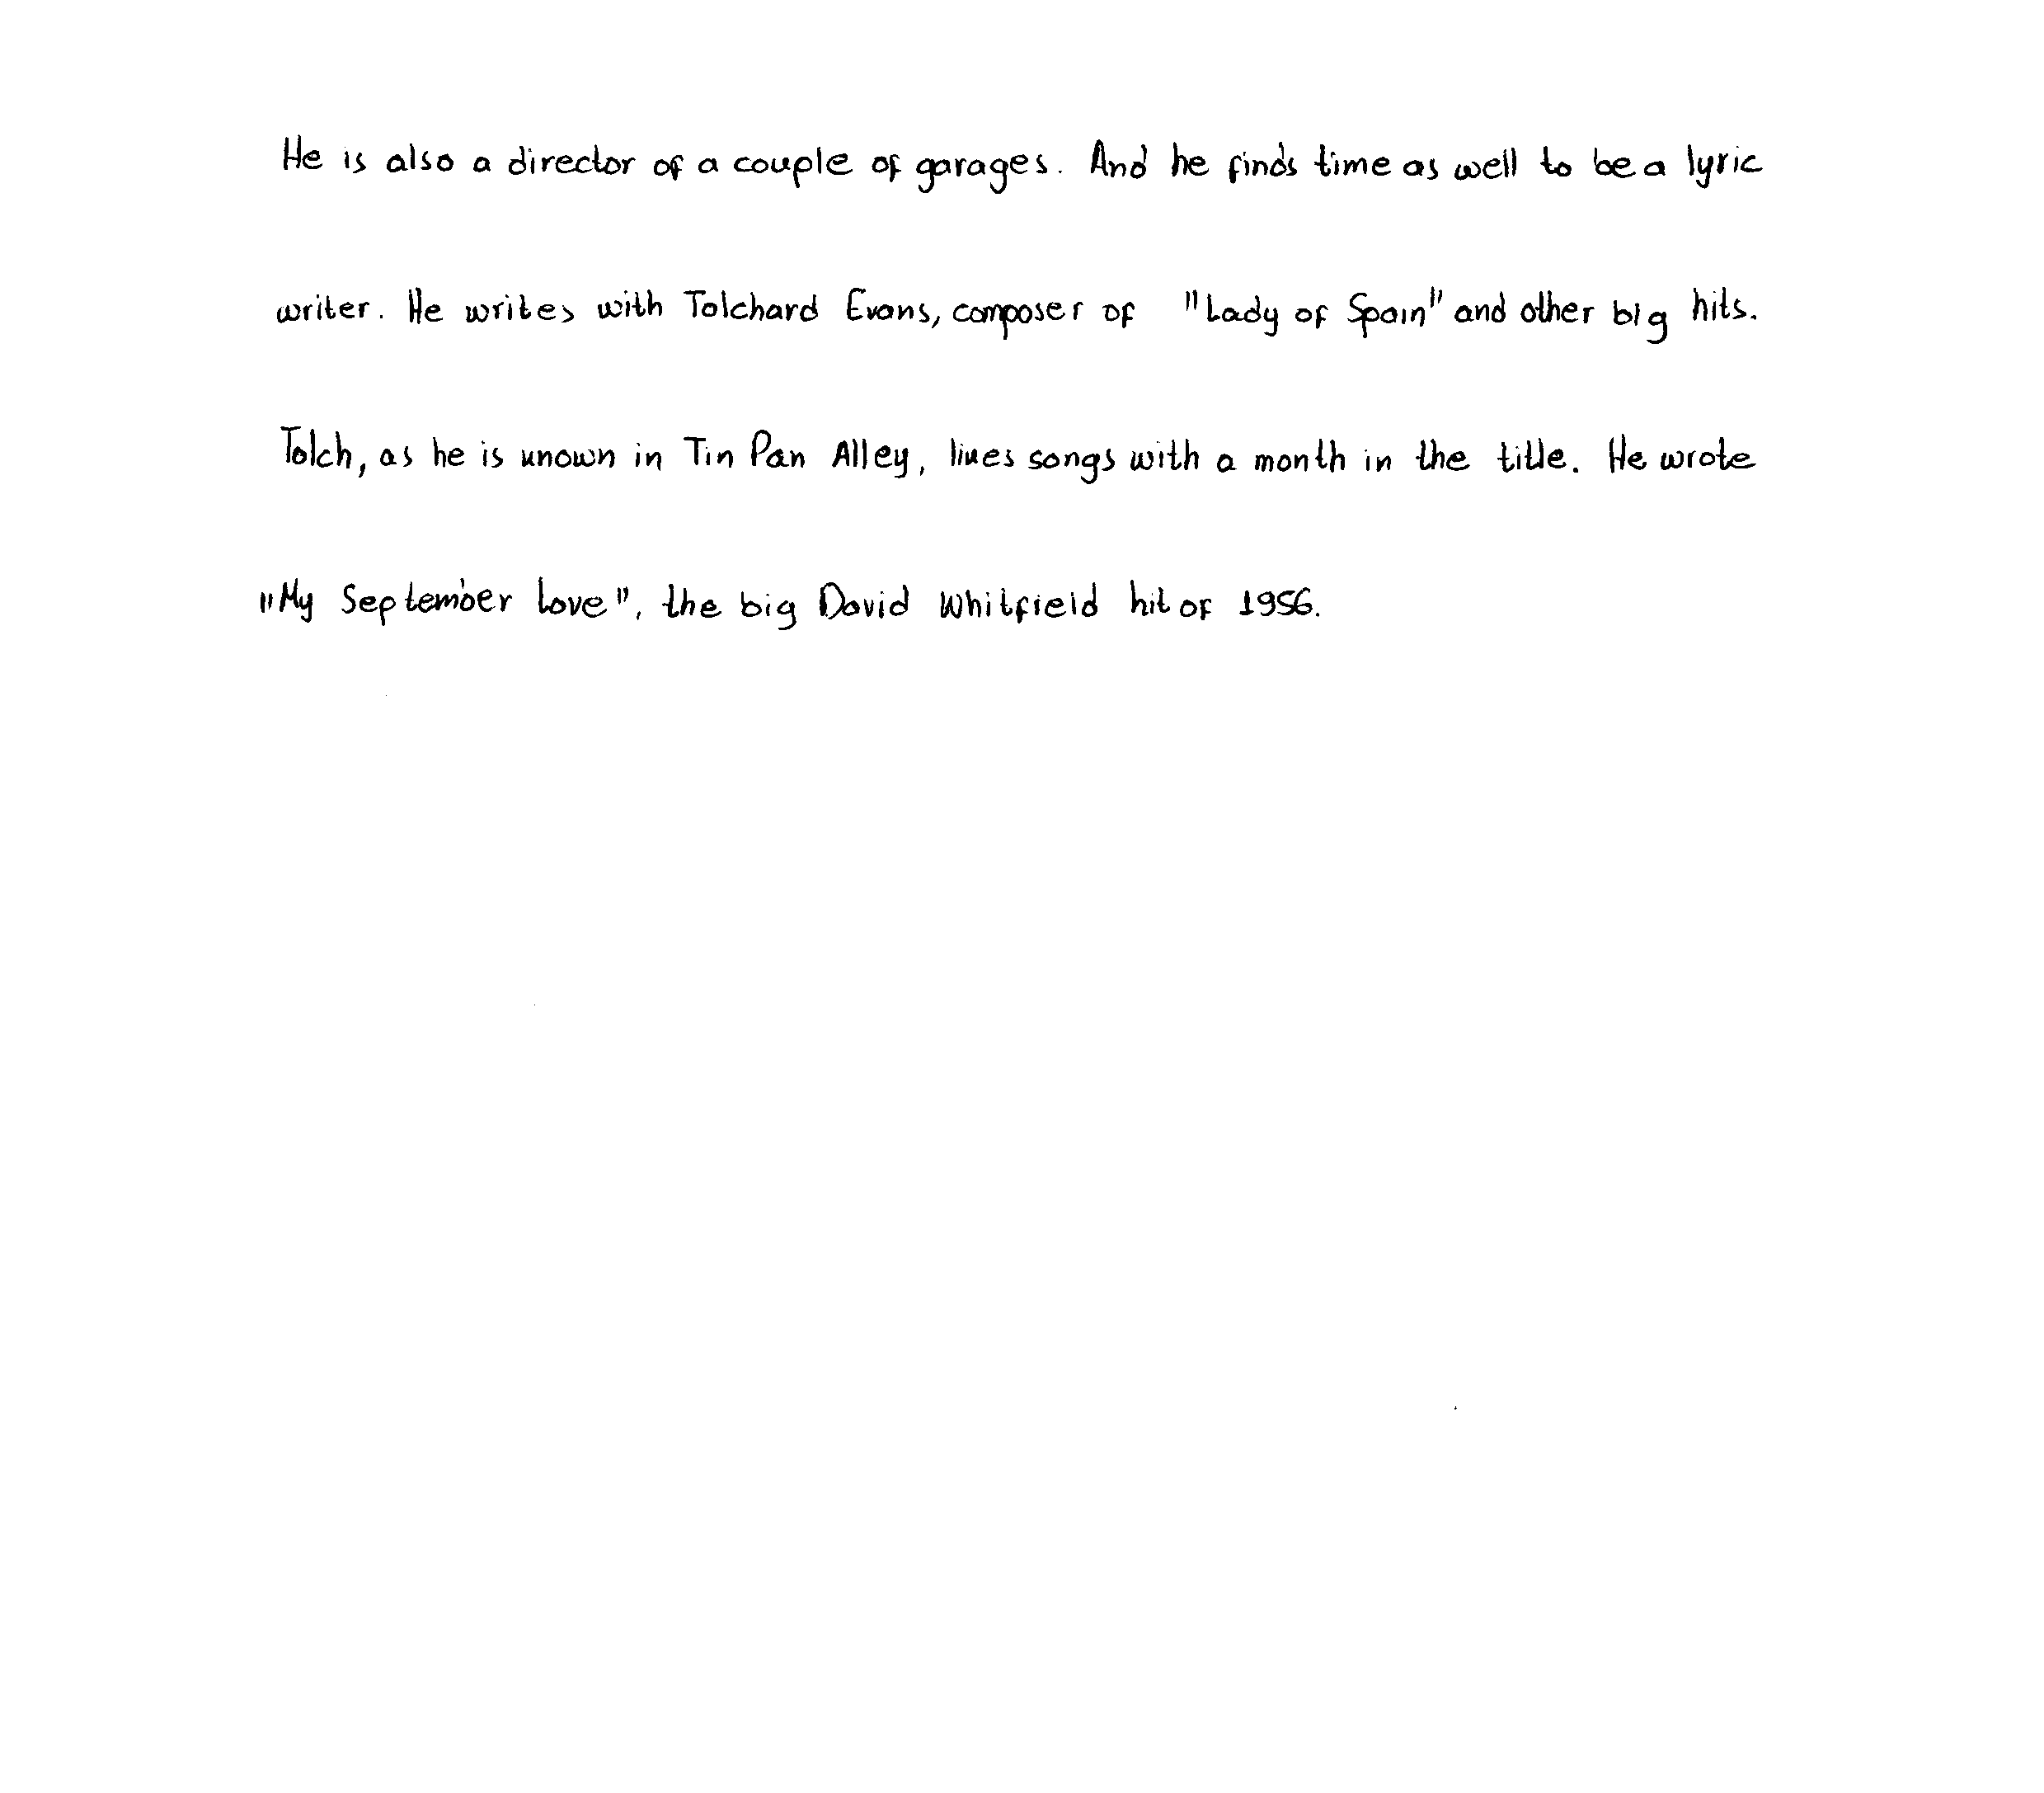 He is also a director of a couple of garages. And he finds time as well to be a lyric
writer. He writes with Tolchard Evans, composer of "Lady of Spain" and other big hits.
Tolch, as he is known in Tin Pan Alley, likes songs with a month in the title. He wrote
"My September Love", the big David Whitfield hit of 1956.